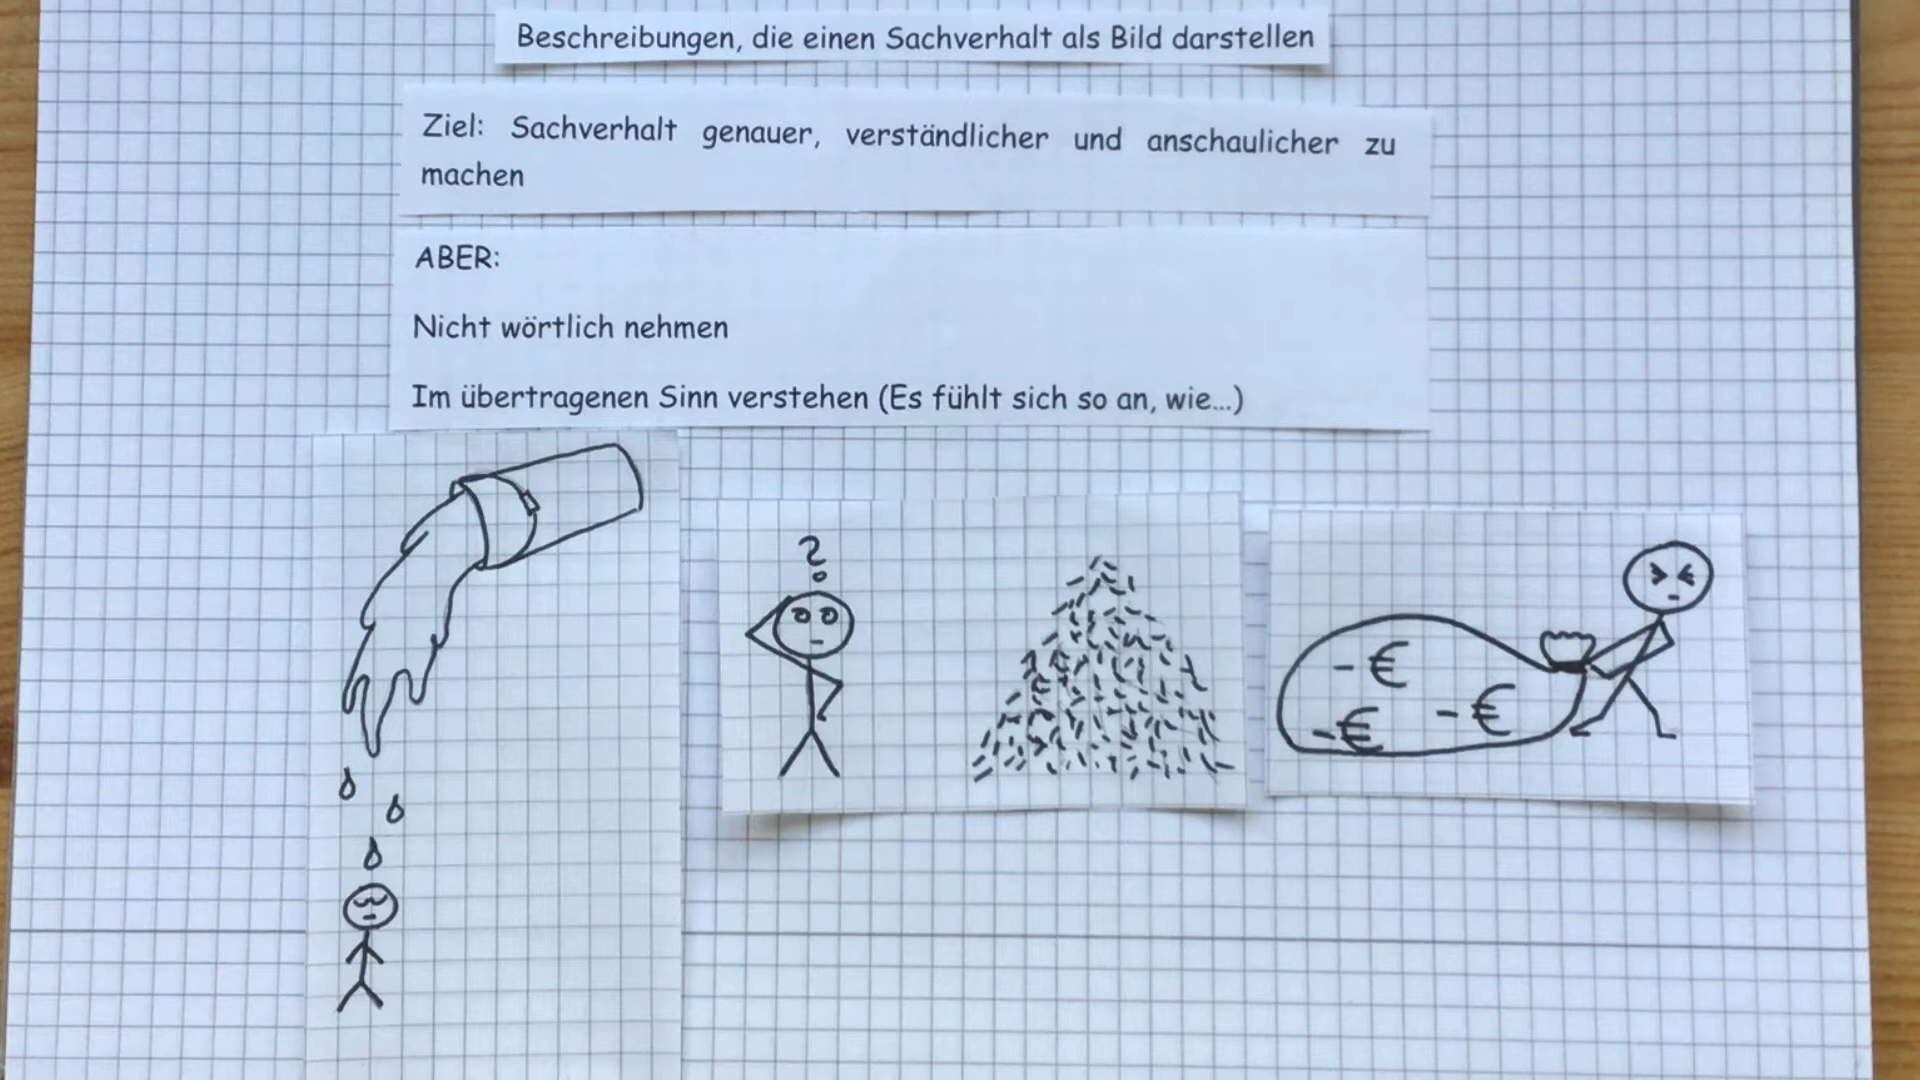 Beschreibungen, die einen Sachverhalt als Bild darstellen
Ziel: Sachverhalt genauer, verständlicher und anschaulicher zu
machen
ABER:
Nicht wörtlich nehmen
Im übertragenen Sinn verstehen (Es fühlt sich so an, wie...)
?
- €
- €
- €